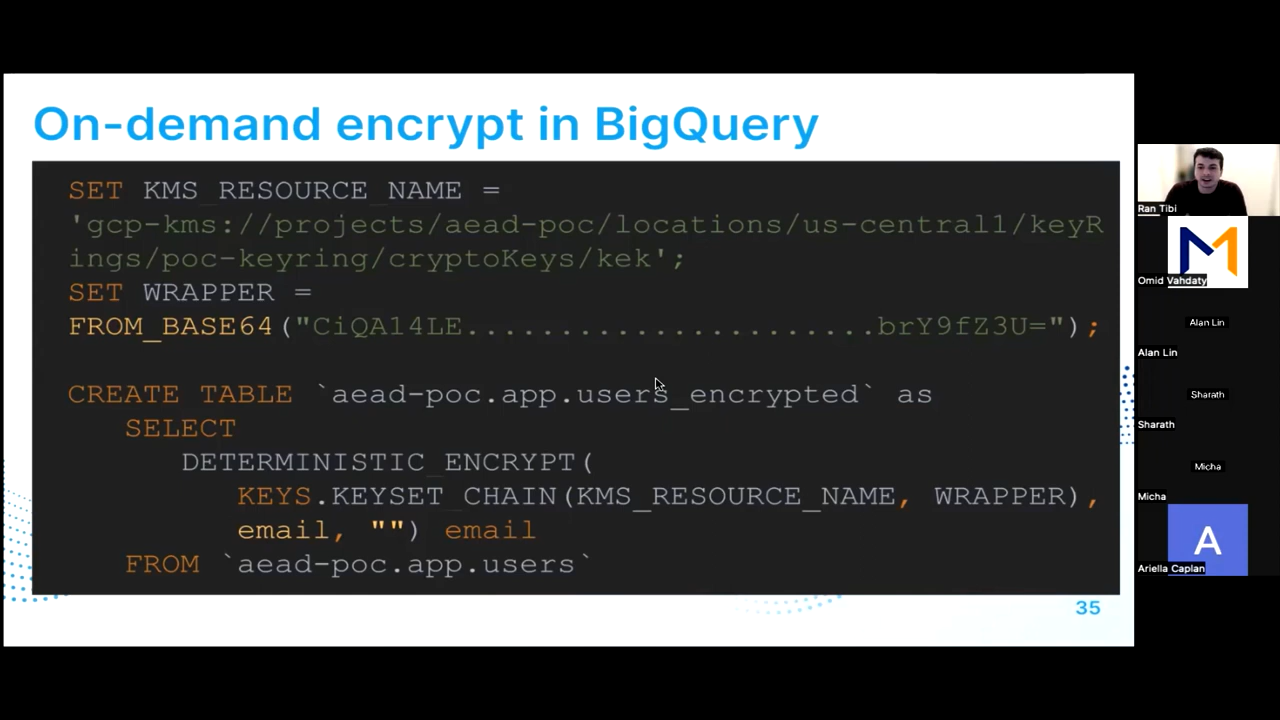 On-demand encrypt in BigQuery
SET KMS_RESOURCE_NAME =
'gcp-kms://projects/aead-poc/locations/us-central1/keyR
ings/poc-keyring/cryptoKeys/kek';
SET WRAPPER =
FROM_BASE64("CiQA14LE......................brY9fZ3U=");
CREATE TABLE `aead-poc.app.users_encrypted` as
SELECT
DETERMINISTIC_ENCRYPT(
KEYS.KEYSET_CHAIN(KMS_RESOURCE_NAME, WRAPPER),
email, "") email
FROM `aead-poc.app.users`
35
Ran Tibi
Omid Vahdaty
Alan Lin
Alan Lin
Sharath
Sharath
Micha
Micha
A
Ariella Caplan